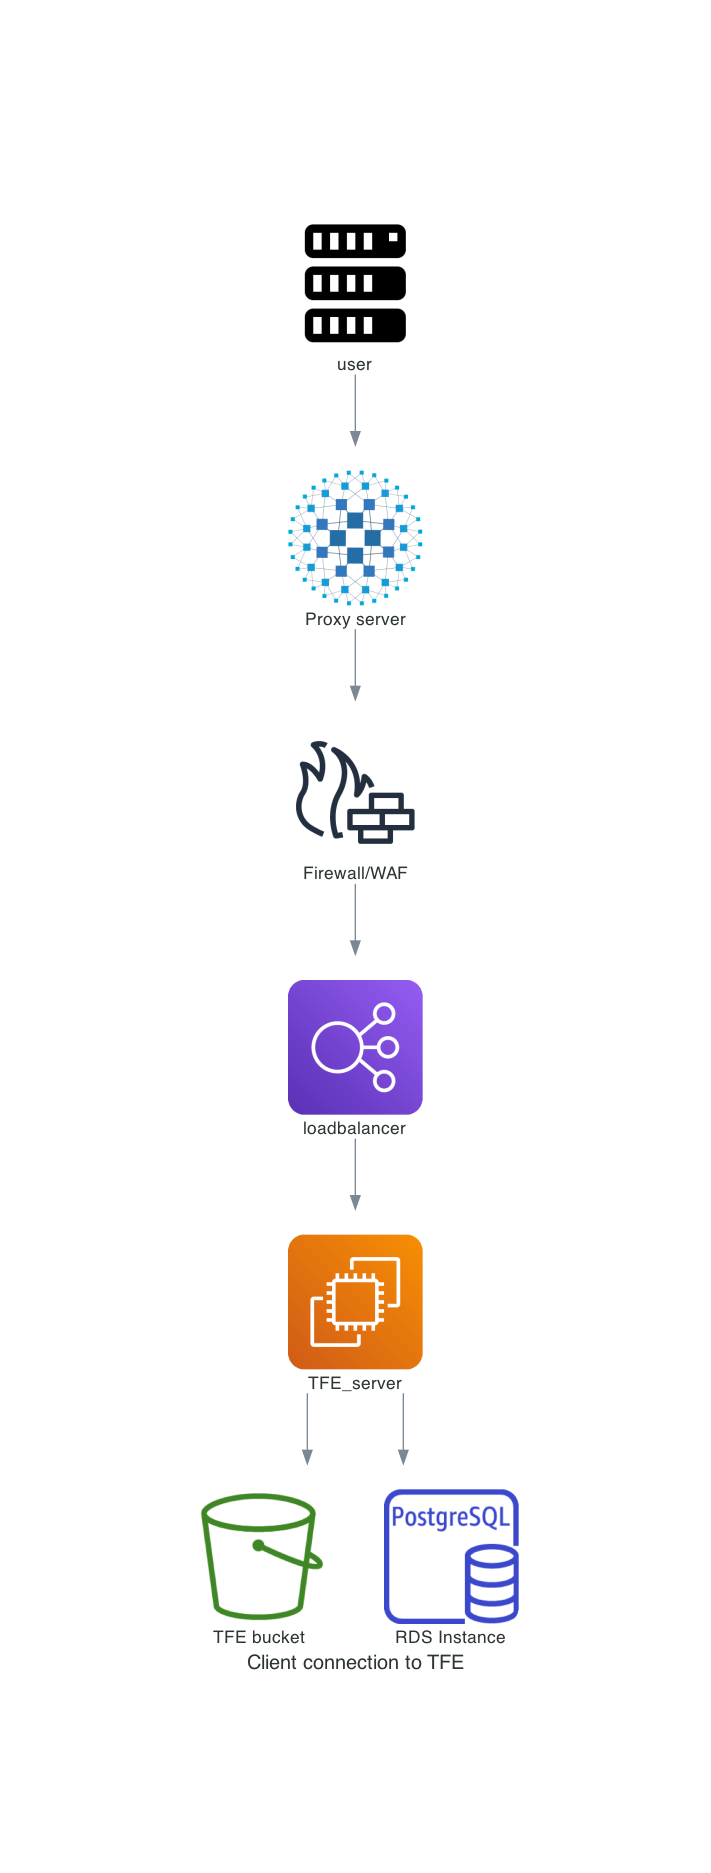 user
Proxy server
Firewall/WAF
loadbalancer
TFE_server
PostgreSQL
TFE bucket
RDS Instance
Client connection to TFE